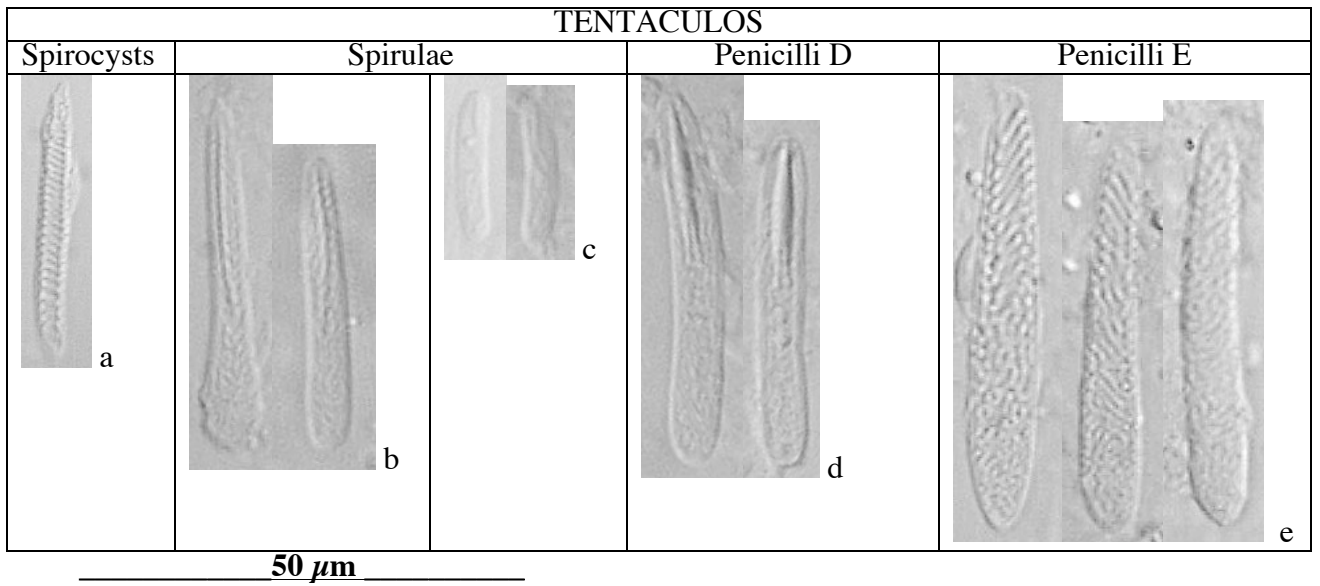 TENTACULOS
Spirocysts Spirulae Penicilli D Penicilli E
a
b
c
d
e
50 µm